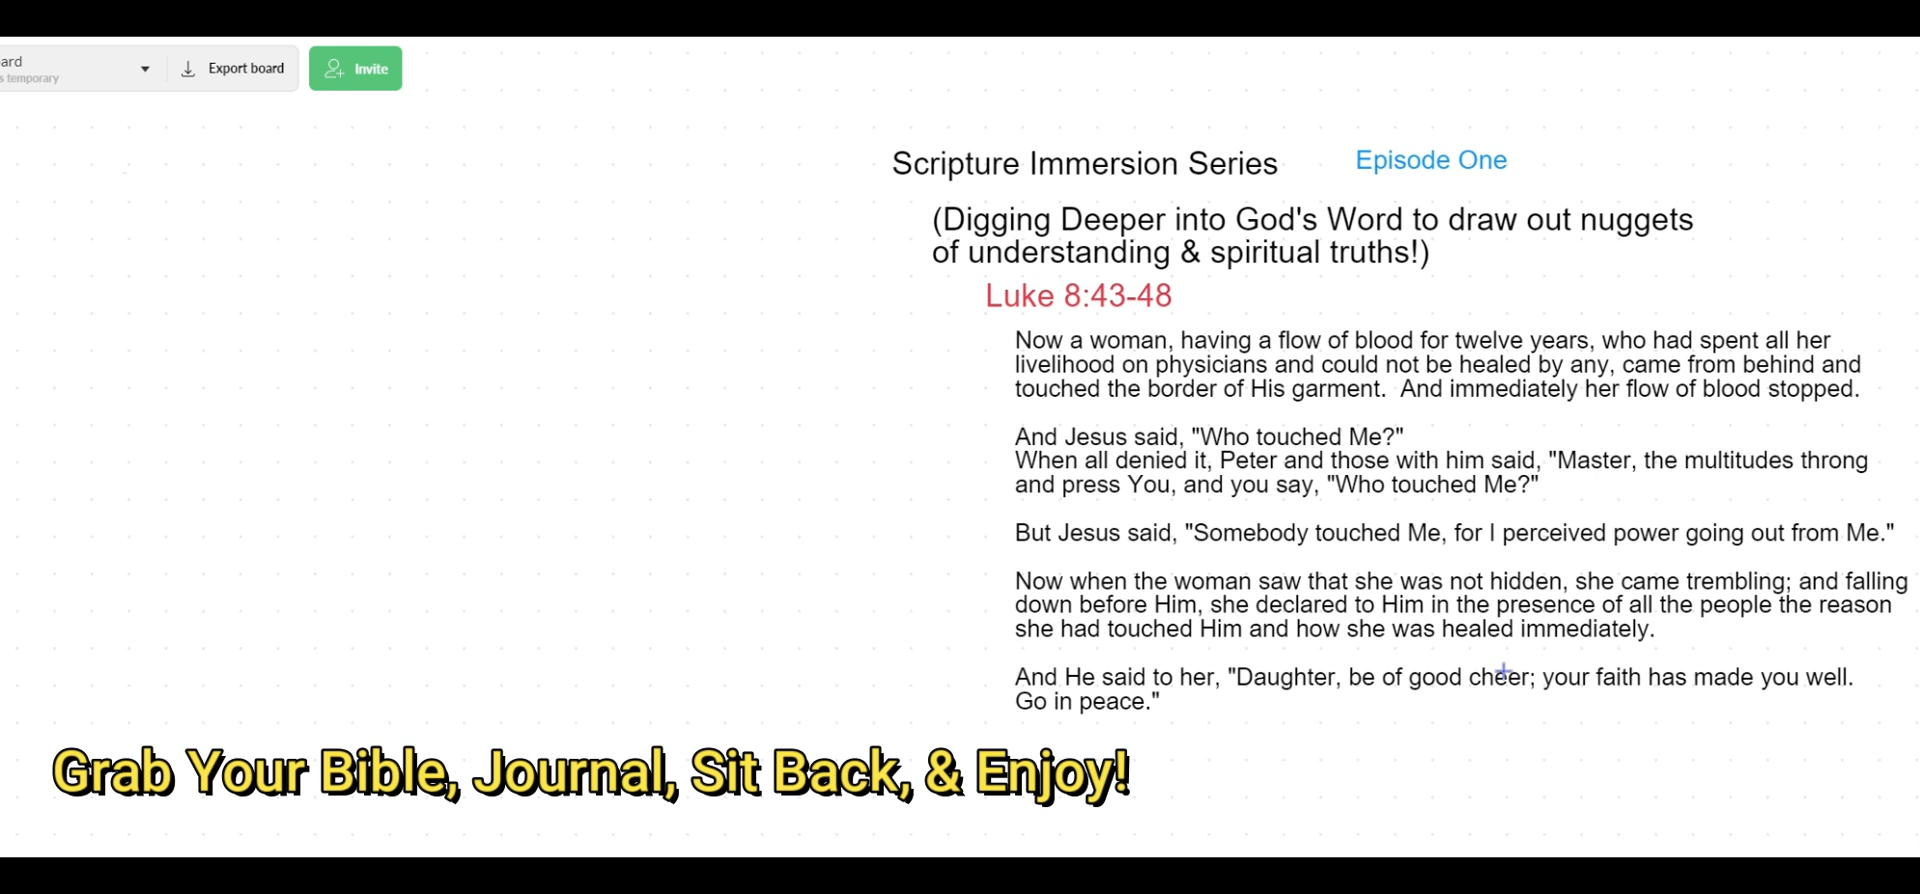 ard
s temporary
Export board
Invite
Scripture Immersion Series
Episode One
(Digging Deeper into God's Word to draw out nuggets
of understanding & spiritual truths!)
Luke 8:43-48
Now a woman, having a flow of blood for twelve years, who had spent all her
livelihood on physicians and could not be healed by any, came from behind and
touched the border of His garment.  And immediately her flow of blood stopped.
And Jesus said, "Who touched Me?"
When all denied it, Peter and those with him said, "Master, the multitudes throng
and press You, and you say, "Who touched Me?"
But Jesus said, "Somebody touched Me, for I perceived power going out from Me."
Now when the woman saw that she was not hidden, she came trembling; and falling
down before Him, she declared to Him in the presence of all the people the reason
she had touched Him and how she was healed immediately.
And He said to her, "Daughter, be of good cheer; your faith has made you well.
Go in peace."
Grab Your Bible, Journal, Sit Back, & Enjoy!